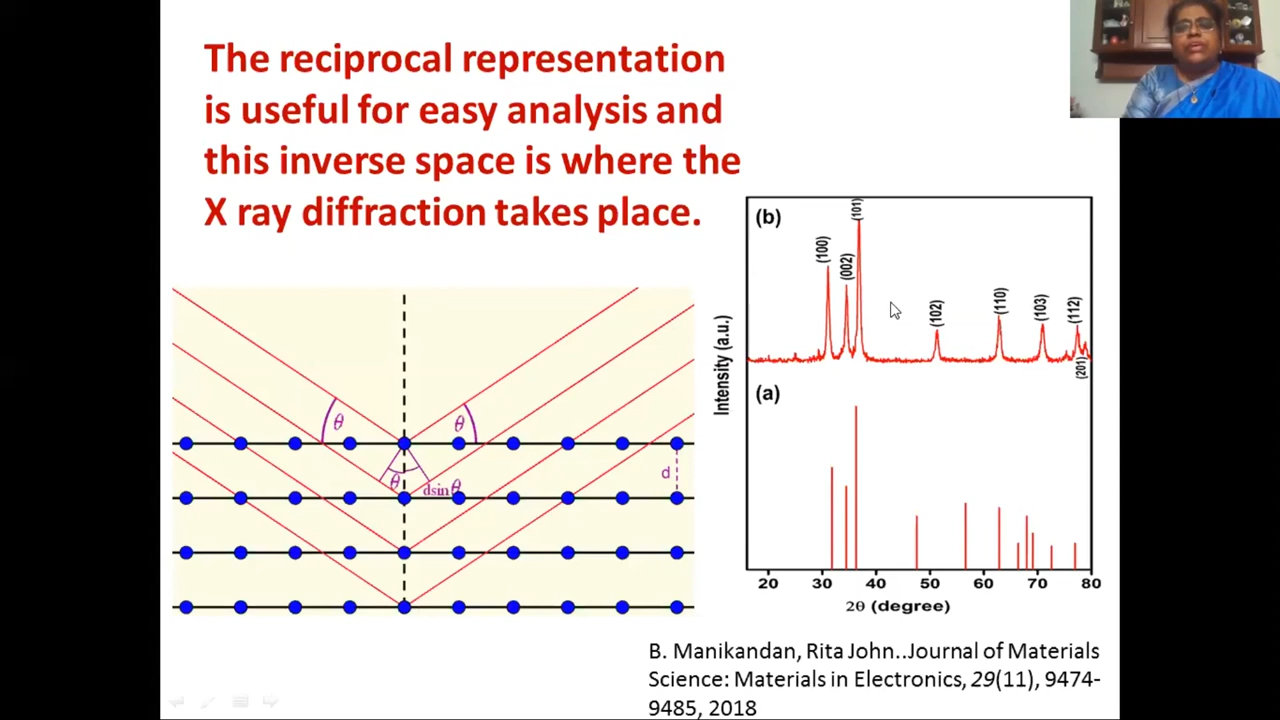 The reciprocal representation
is useful for easy analysis and
this inverse space is where the
X ray diffraction takes place.
θ
θ
θ
dsinθ
d
(b)
(100)
(002)
(101)
(102)
(110)
(103)
(112)
(201)
Intensity (a.u.)
(a)
20 30 40 50 60 70 80
2θ (degree)
B. Manikandan, Rita John..Journal of Materials
Science: Materials in Electronics, 29(11), 9474-
9485, 2018